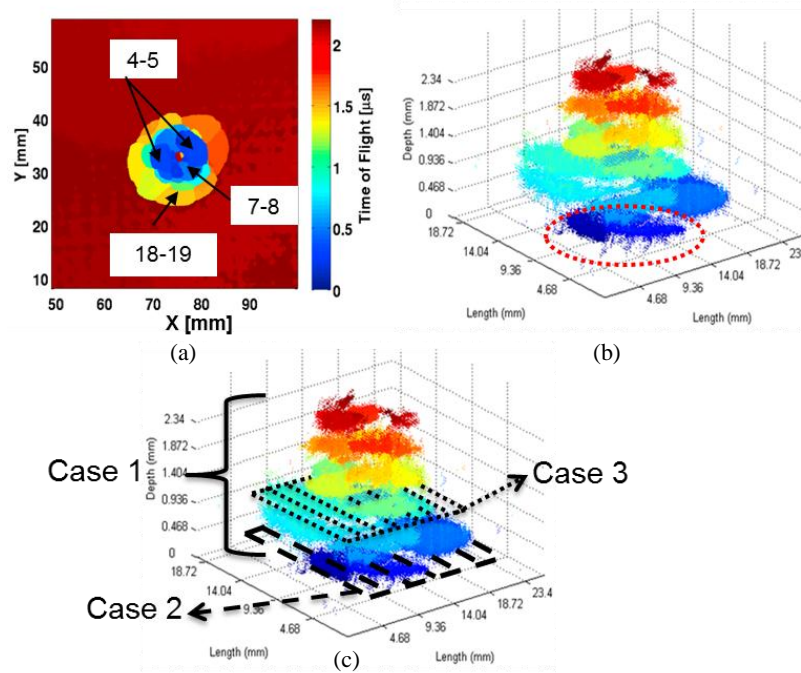 50
40
30
20
10
Y [mm]
50 60 70 80 90
X [mm]
4-5
7-8
18-19
2
1.5
1
0.5
0
Time of Flight [µs]
(a)
2.34
1.872
1.404
0.936
0.468
0
Depth (mm)
18.72
14.04
9.36
4.68
Length (mm)
4.68
9.36
14.04
18.72
23.
Length (mm)
(b)
Case 1
2.34
1.872
1.404
0.936
0.468
0
Depth (mm)
Case 3
Case 2
18.72
14.04
9.36
4.68
Length (mm)
4.68
9.36
14.04
18.72
23.4
Length (mm)
(c)